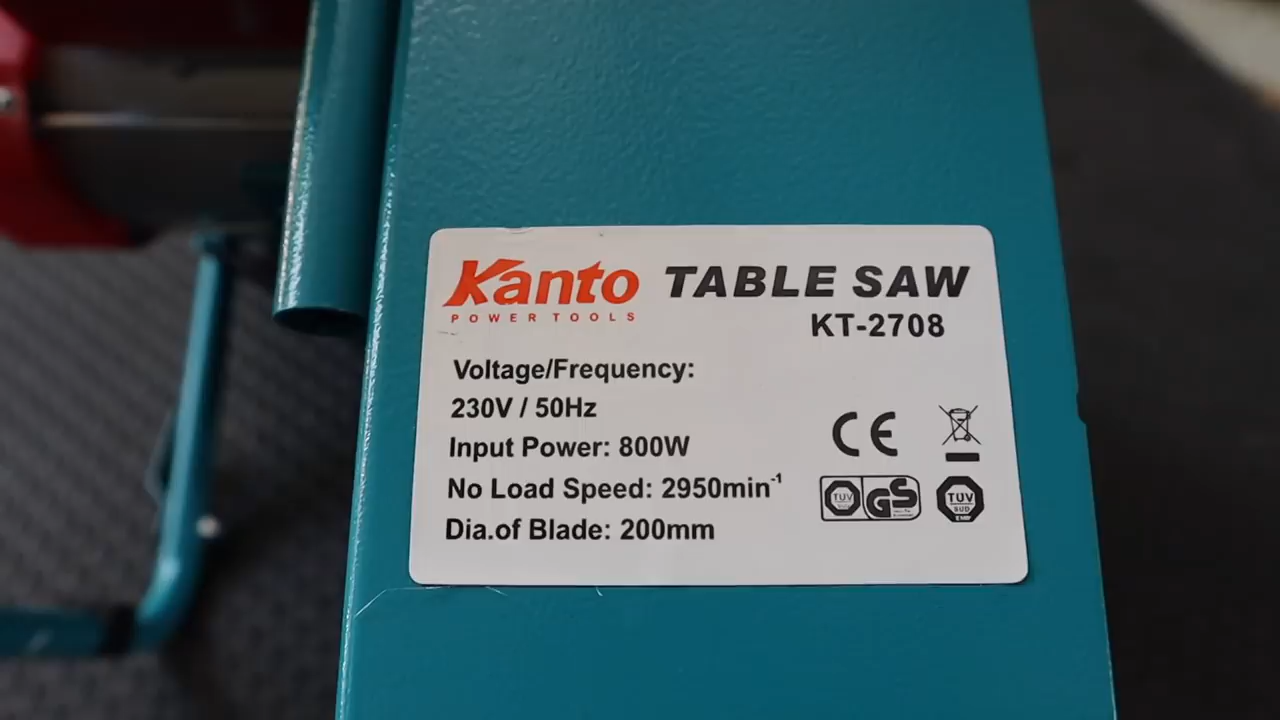 Kanto TABLE SAW
POWER TOOLS
KT-2708
Voltage/Frequency:
230V / 50Hz
Input Power: 800W
No Load Speed: 2950min⁻¹
Dia.of Blade: 200mm
CE
TÜV GS TÜV
SÜD